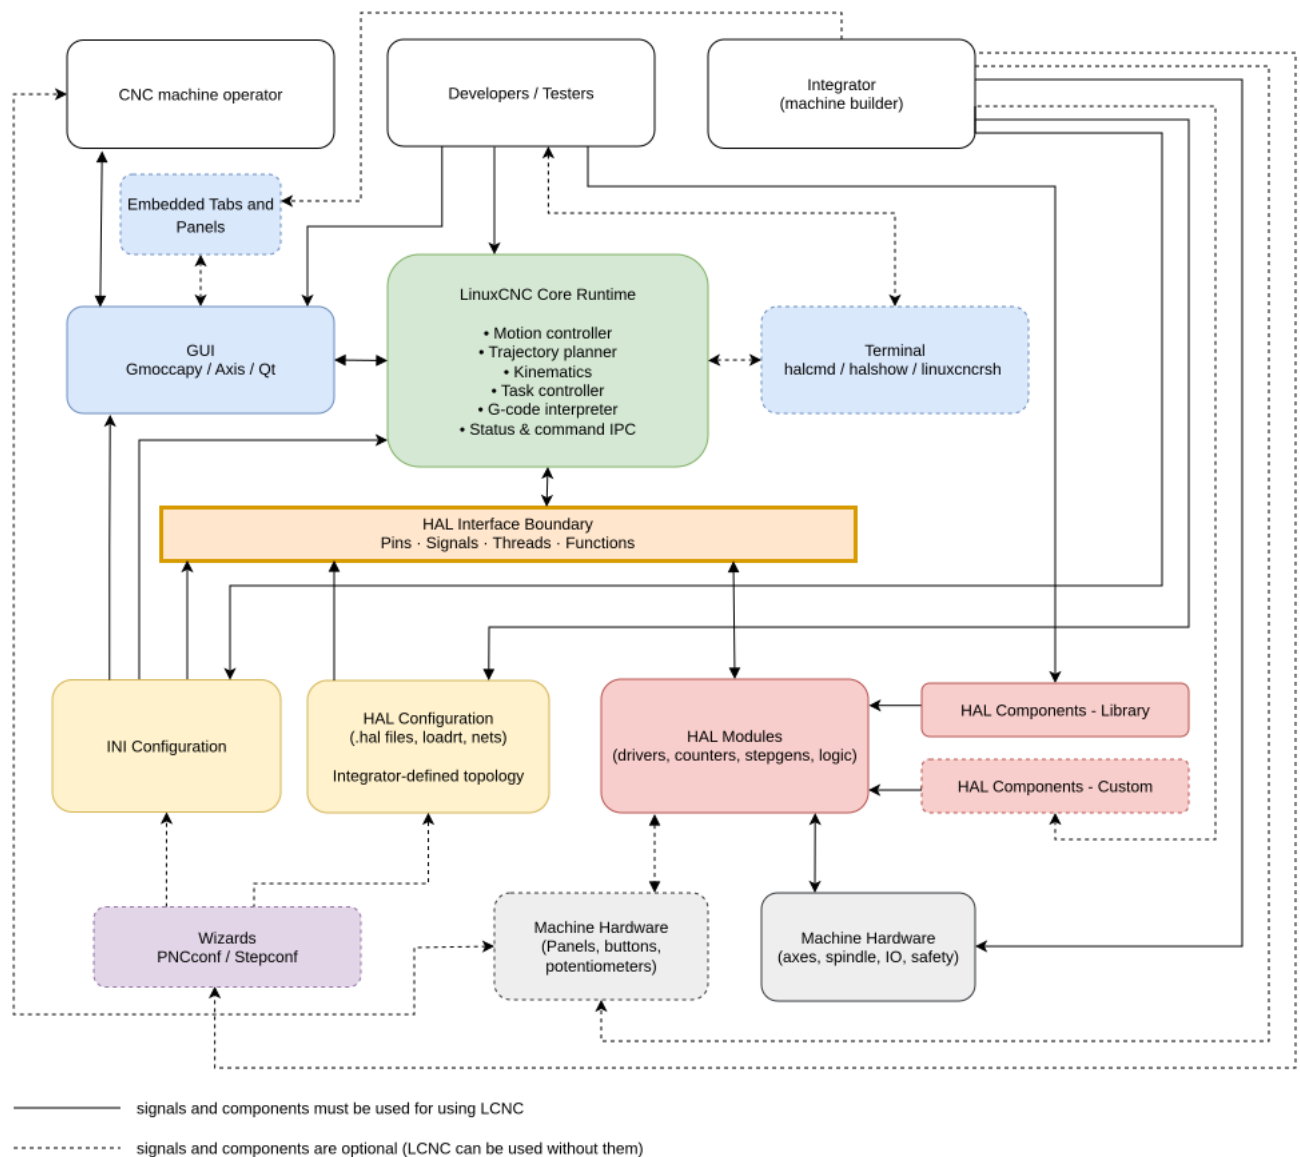 CNC machine operator
Developers / Testers
Integrator
(machine builder)
Embedded Tabs and
Panels
LinuxCNC Core Runtime
• Motion controller
• Trajectory planner
• Kinematics
• Task controller
• G-code interpreter
• Status & command IPC
GUI
Gmoccapy / Axis / Qt
Terminal
halcmd / halshow / linuxcncrsh
HAL Interface Boundary
Pins · Signals · Threads · Functions
INI Configuration
HAL Configuration
(.hal files, loadrt, nets)
Integrator-defined topology
HAL Modules
(drivers, counters, stepgens, logic)
HAL Components - Library
HAL Components - Custom
Wizards
PNCconf / Stepconf
Machine Hardware
(Panels, buttons,
potentiometers)
Machine Hardware
(axes, spindle, IO, safety)
signals and components must be used for using LCNC
signals and components are optional (LCNC can be used without them)